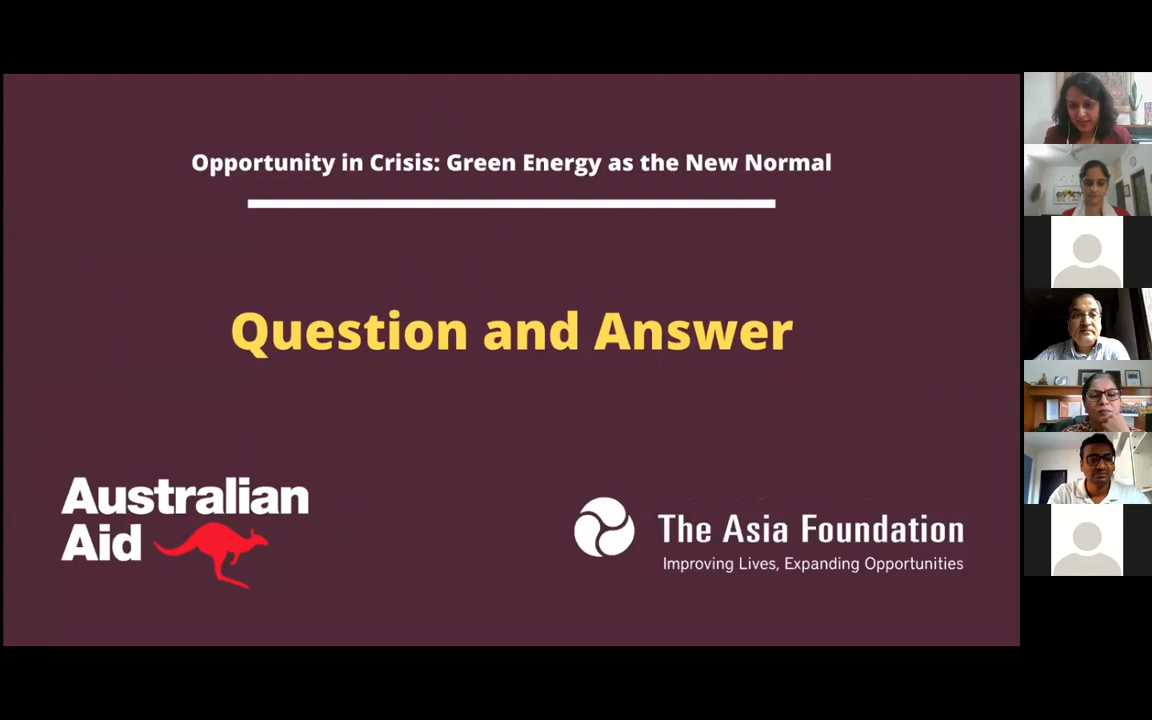 Opportunity in Crisis: Green Energy as the New Normal
Question and Answer
Australian
Aid
The Asia Foundation
Improving Lives, Expanding Opportunities